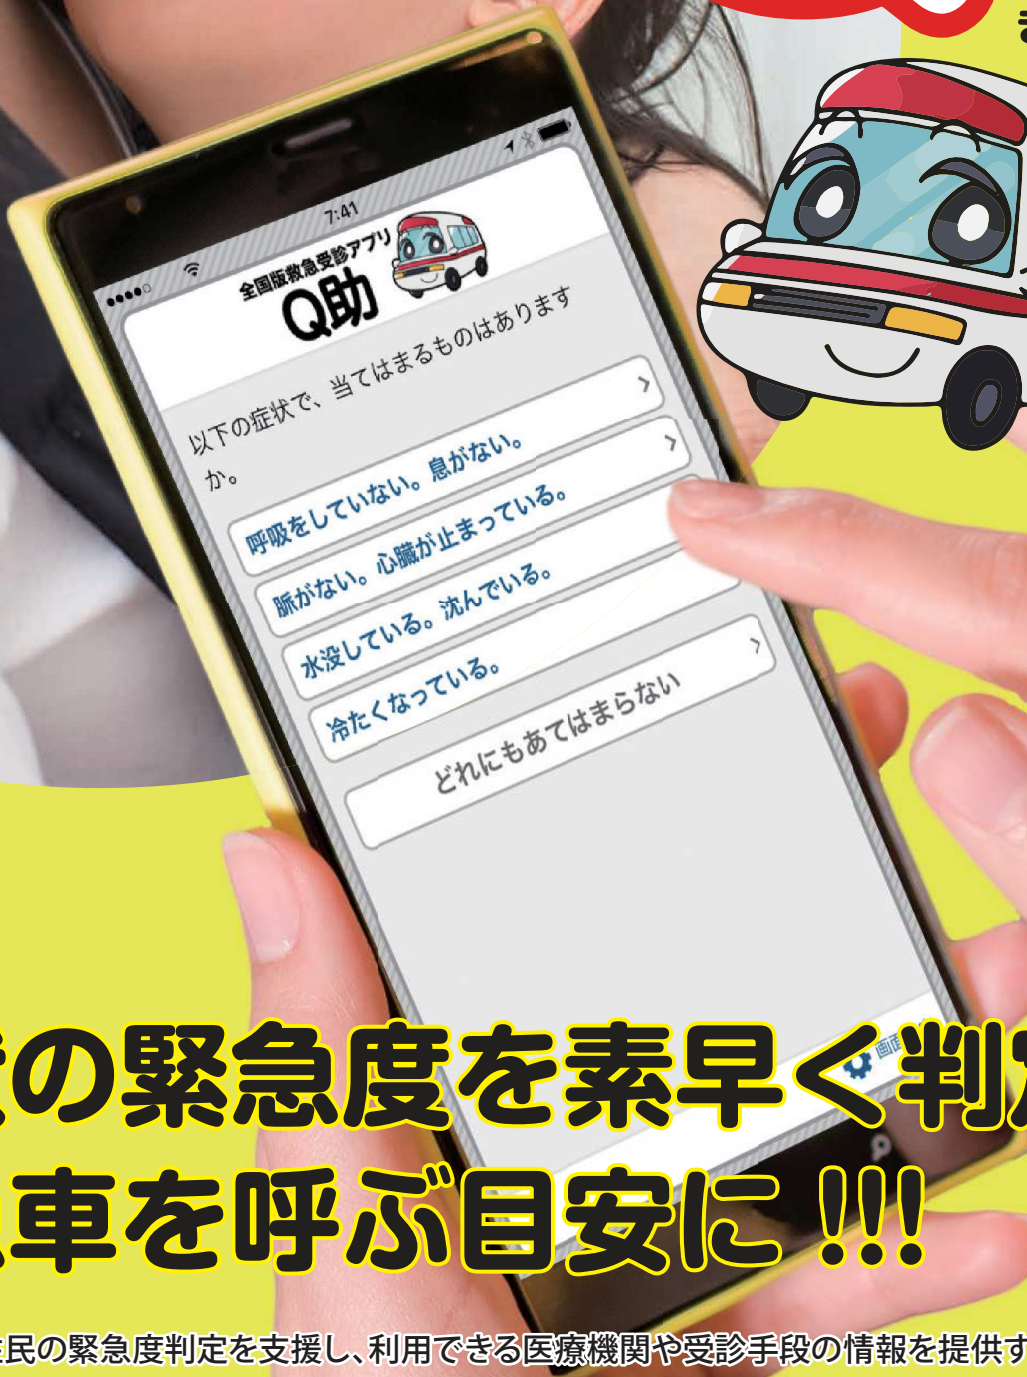 7:41
全国版救急受診アプリ
Q助
以下の症状で、当てはまるものはあります
か。
呼吸をしていない。息がない。
脈がない。心臓が止まっている。
水没している。沈んでいる。
冷たくなっている。
どれにもあてはまらない
画面
の緊急度を素早く判定
車を呼ぶ目安に!!!
民の緊急度判定を支援し、利用できる医療機関や受診手段の情報を提供す